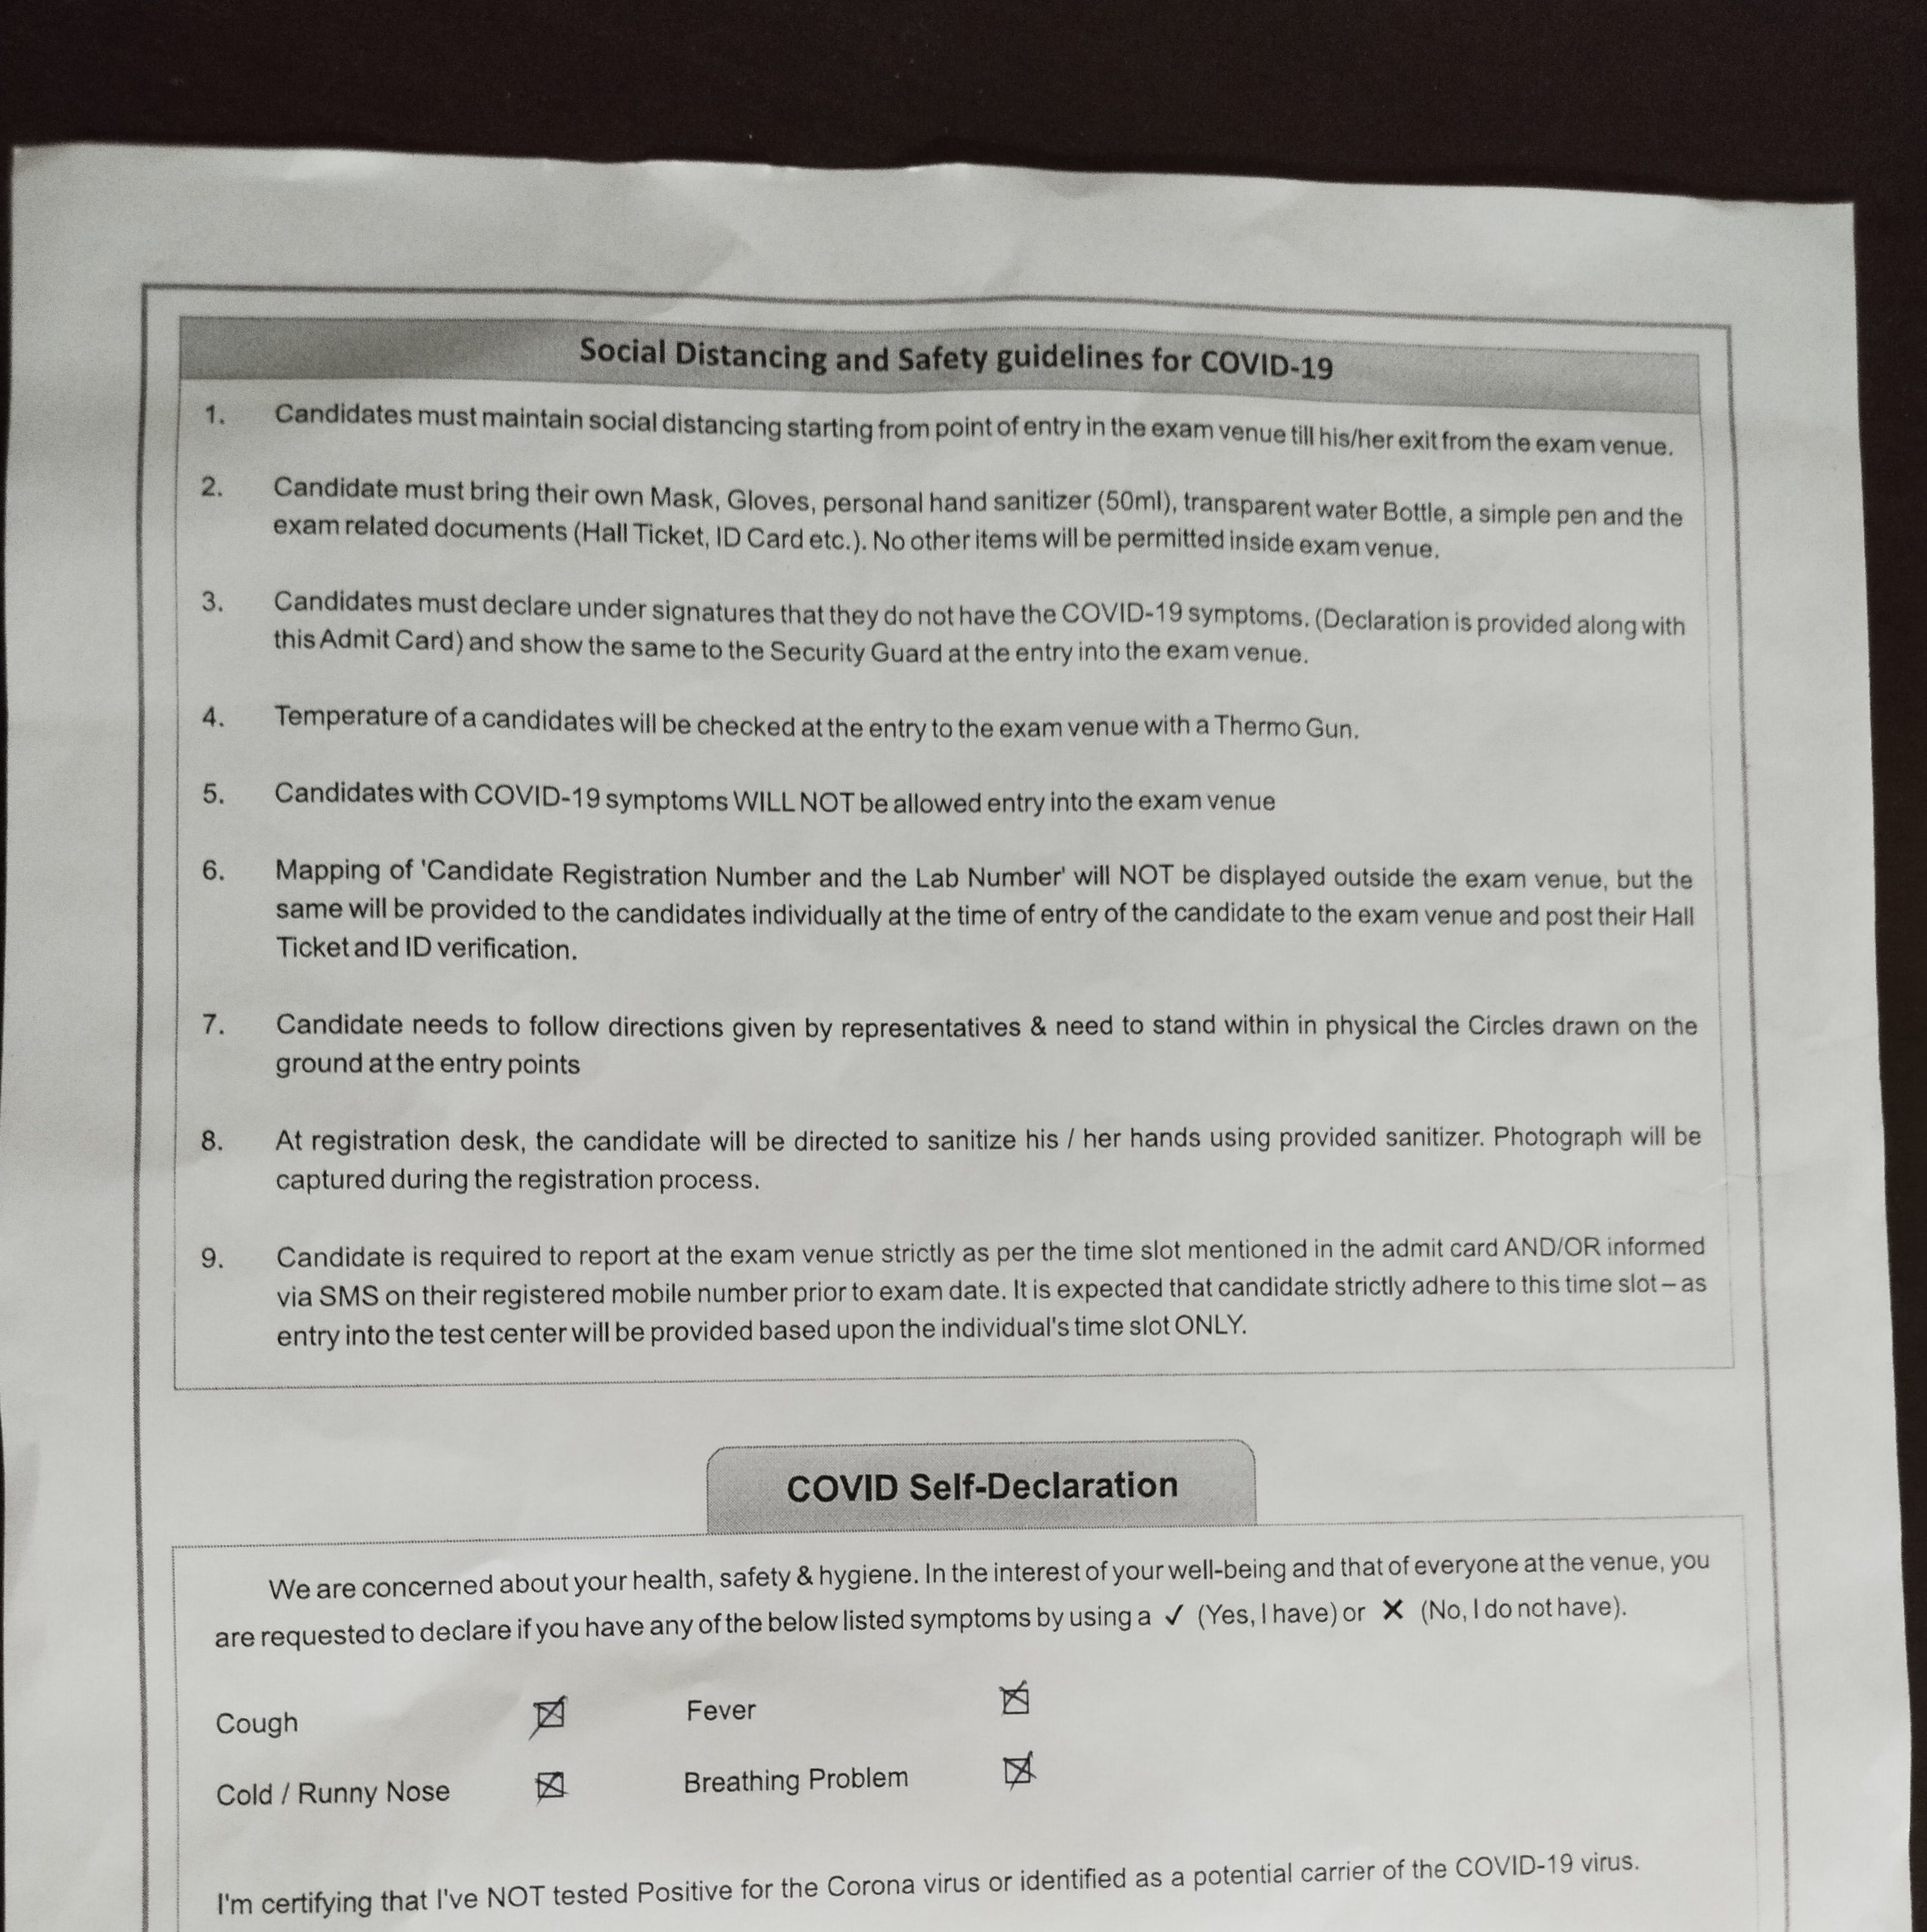 Social Distancing and Safety guidelines for COVID-19
1. Candidates must maintain social distancing starting from point of entry in the exam venue till his/her exit from the exam venue.
2. Candidate must bring their own Mask, Gloves, personal hand sanitizer (50ml), transparent water Bottle, a simple pen and the
exam related documents (Hall Ticket, ID Card etc.). No other items will be permitted inside exam venue.
3. Candidates must declare under signatures that they do not have the COVID-19 symptoms. (Declaration is provided along with
this Admit Card) and show the same to the Security Guard at the entry into the exam venue.
4. Temperature of a candidates will be checked at the entry to the exam venue with a Thermo Gun.
5. Candidates with COVID-19 symptoms WILL NOT be allowed entry into the exam venue
6. Mapping of 'Candidate Registration Number and the Lab Number' will NOT be displayed outside the exam venue, but the
same will be provided to the candidates individually at the time of entry of the candidate to the exam venue and post their Hall
Ticket and ID verification.
7. Candidate needs to follow directions given by representatives & need to stand within in physical the Circles drawn on the
ground at the entry points
8. At registration desk, the candidate will be directed to sanitize his / her hands using provided sanitizer. Photograph will be
captured during the registration process.
9. Candidate is required to report at the exam venue strictly as per the time slot mentioned in the admit card AND/OR informed
via SMS on their registered mobile number prior to exam date. It is expected that candidate strictly adhere to this time slot – as
entry into the test center will be provided based upon the individual's time slot ONLY.
COVID Self-Declaration
We are concerned about your health, safety & hygiene. In the interest of your well-being and that of everyone at the venue, you
are requested to declare if you have any of the below listed symptoms by using a ✓ (Yes, I have) or ✕ (No, I do not have).
Cough ☒ Fever ☒
Cold / Runny Nose ☒ Breathing Problem ☒
I'm certifying that I've NOT tested Positive for the Corona virus or identified as a potential carrier of the COVID-19 virus.